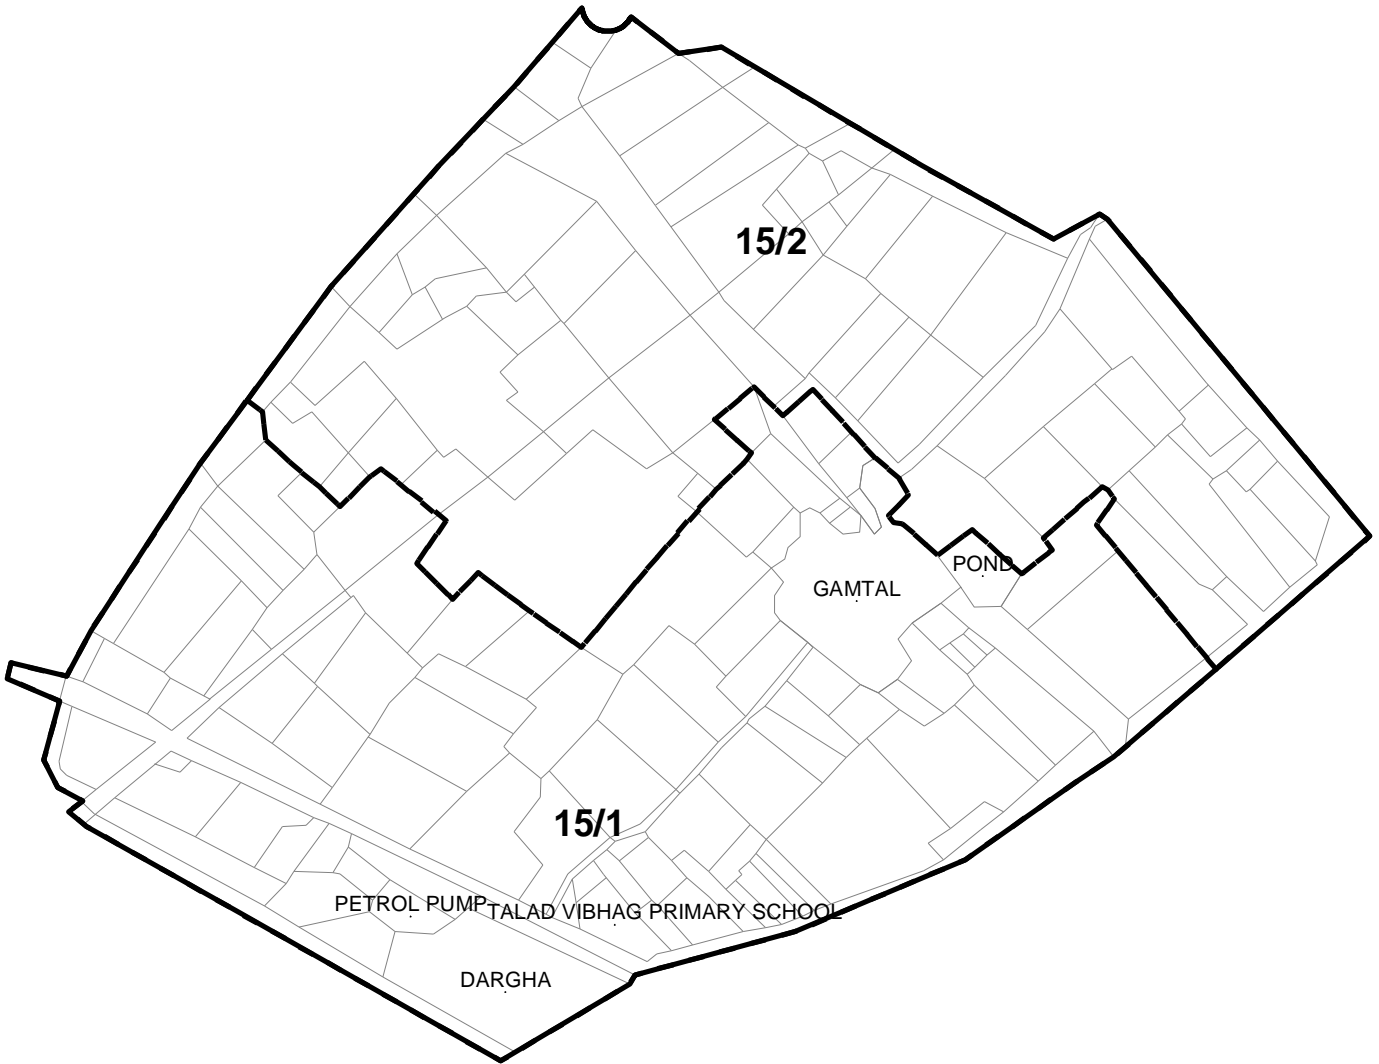 15/2
POND
GAMTAL
15/1
PETROL PUMP
TALAD VIBHAG PRIMARY SCHOOL
DARGHA